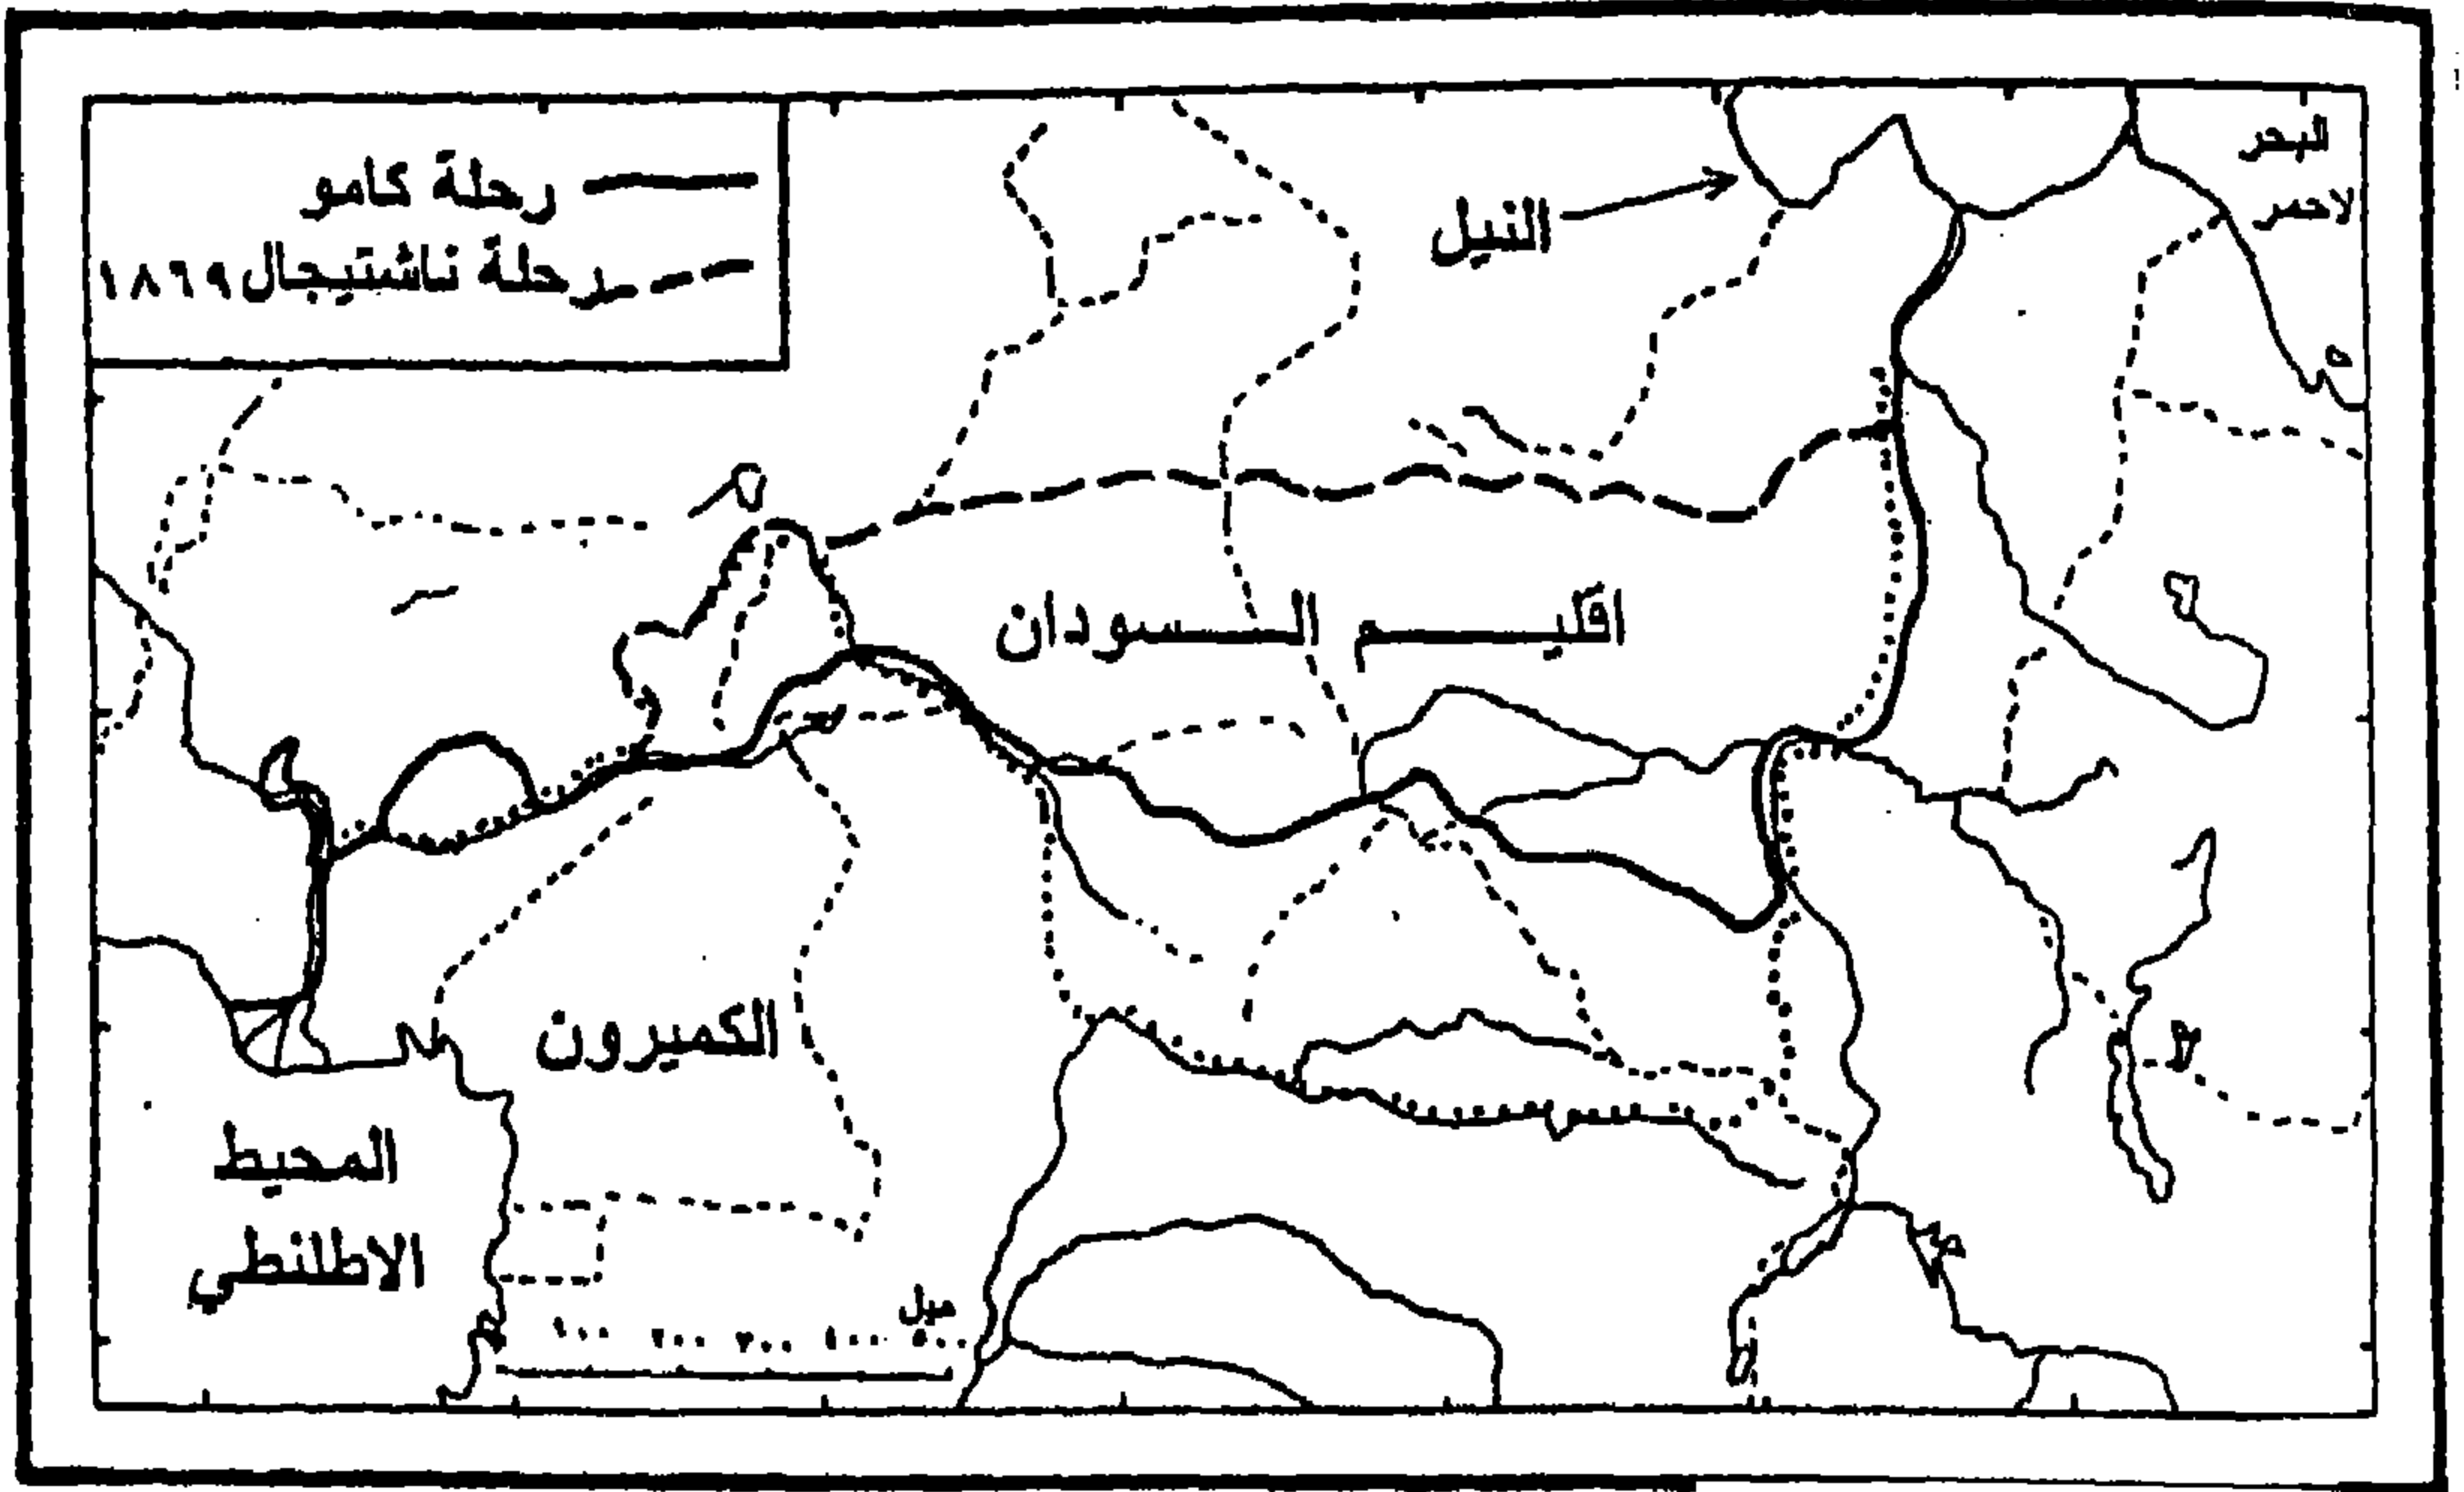 رحلة كامو
رحلة ناشتيجال ١٨٦٩
البحر
الاحمر
النيل
اقليم السودان
الكميرون
المحيط
الاطلنطي
ميل